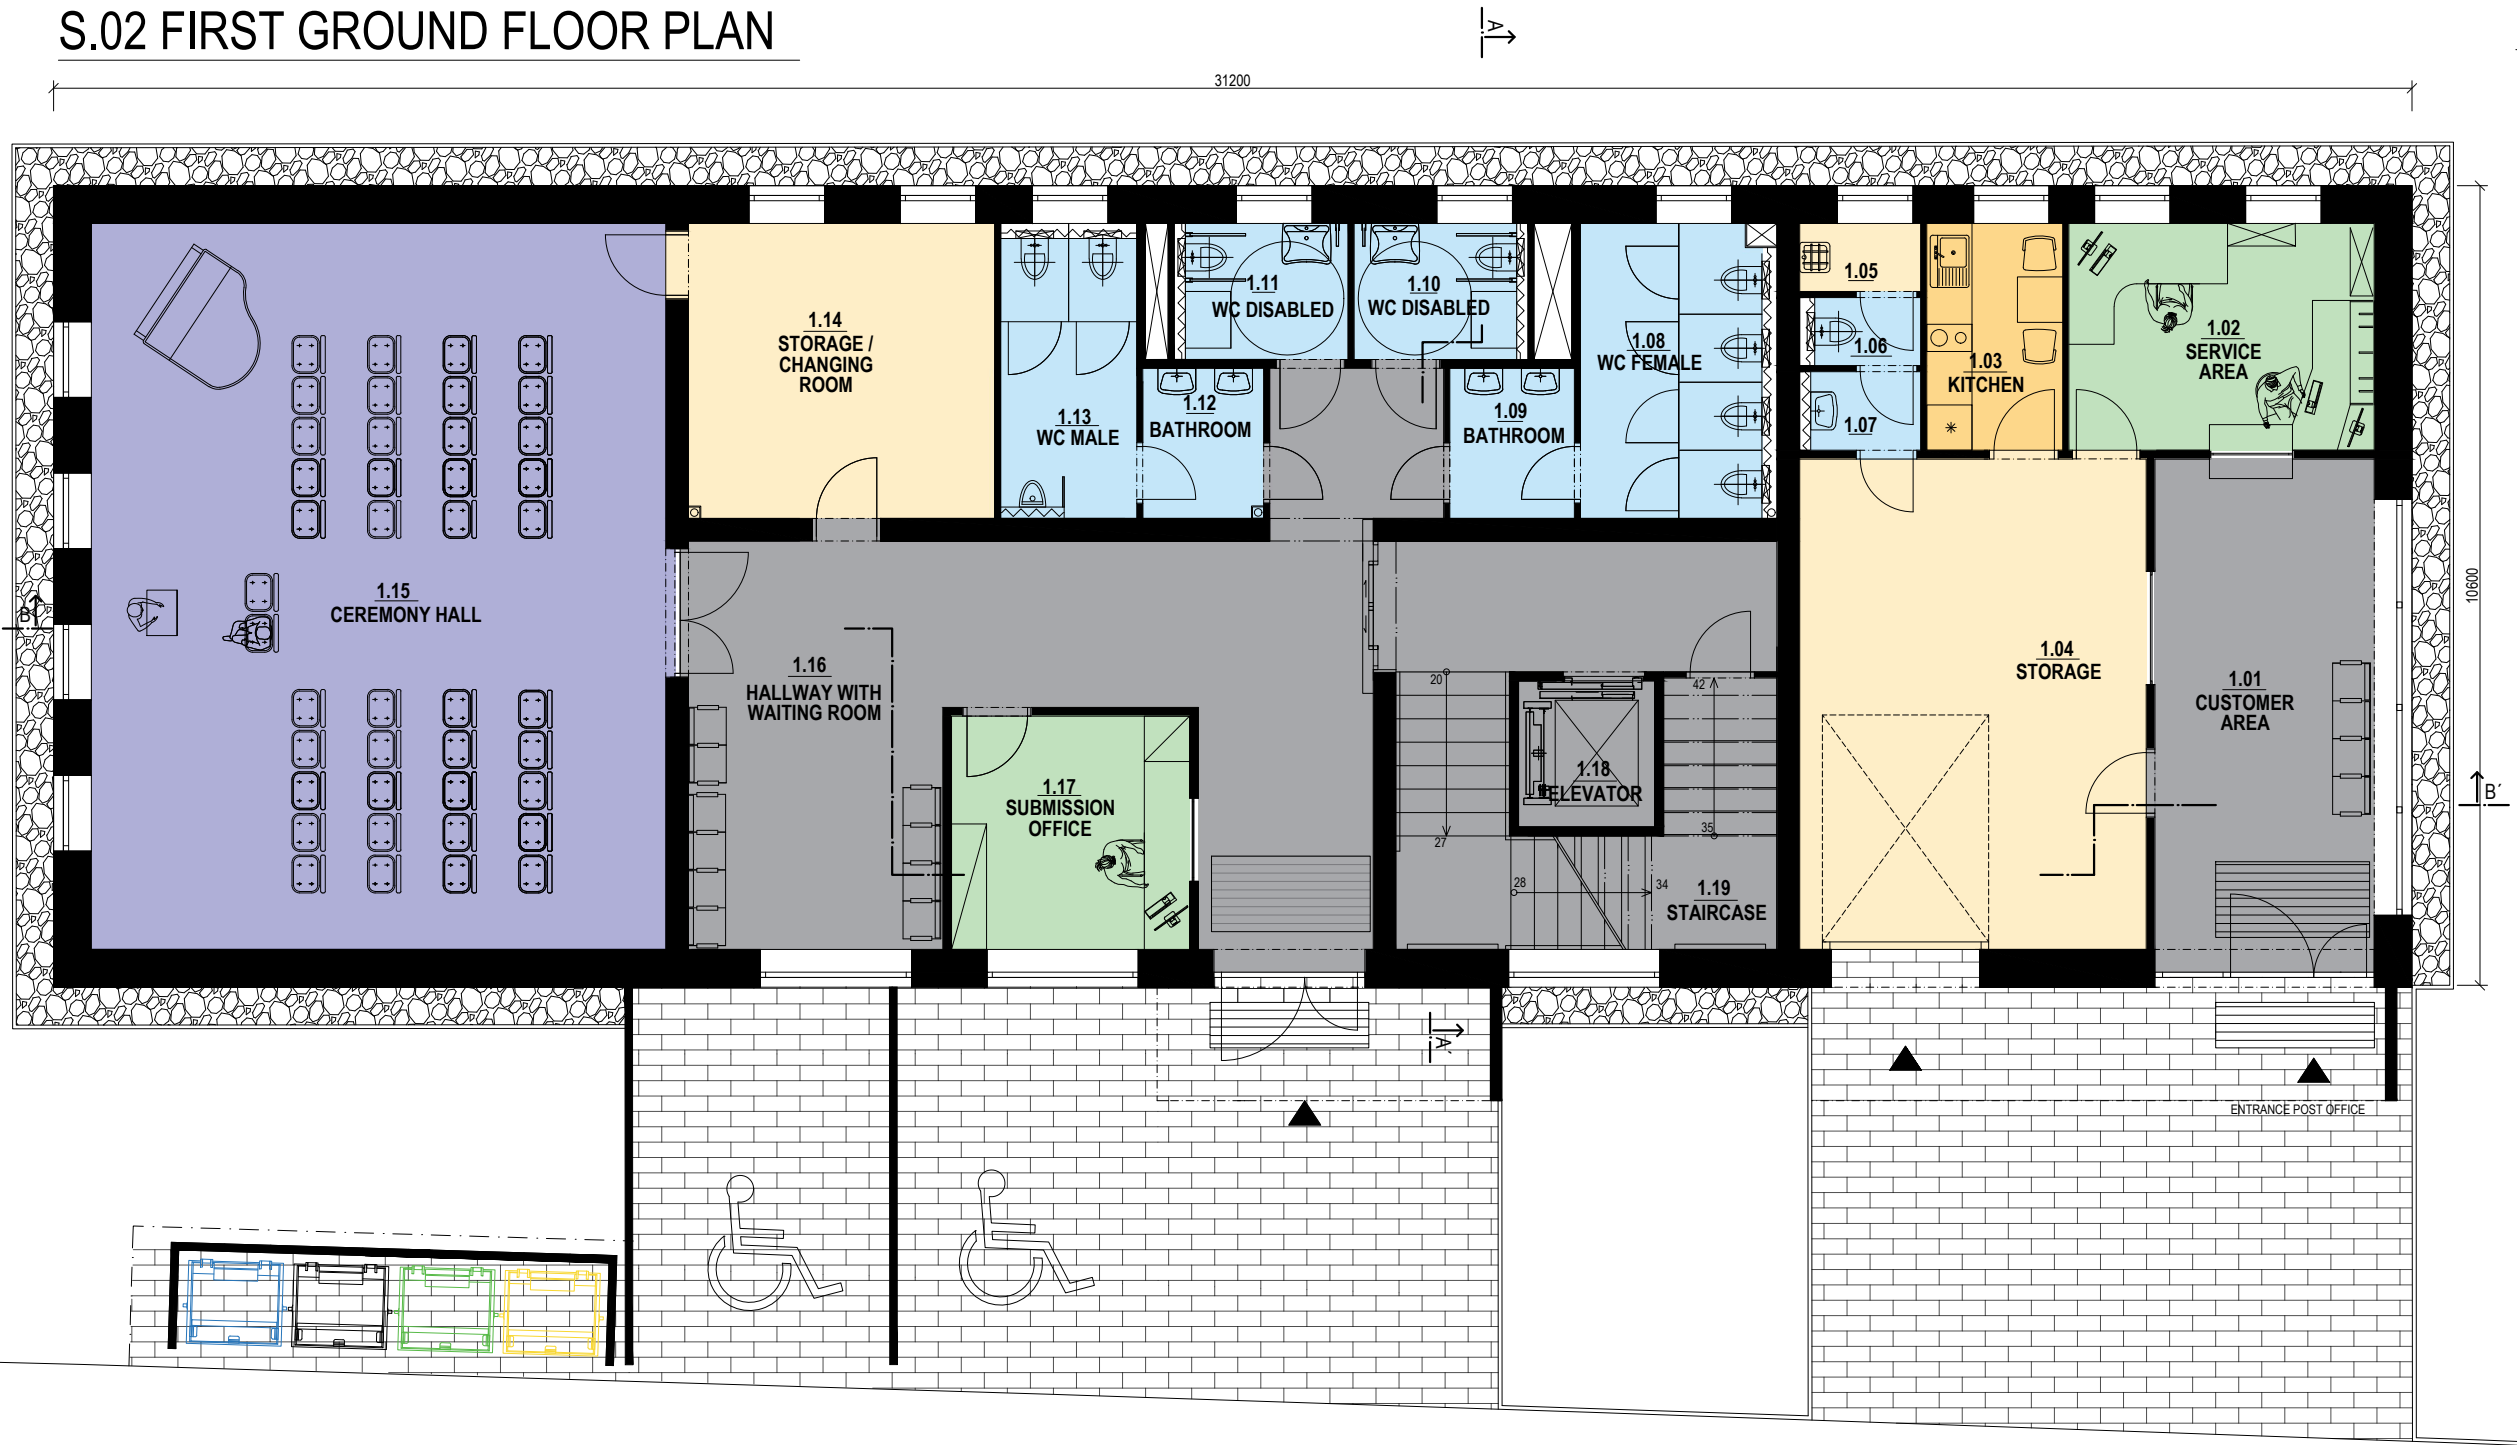 S.02 FIRST GROUND FLOOR PLAN
A
31200
1.14
STORAGE /
CHANGING
ROOM
1.13
WC MALE
1.12
BATHROOM
1.11
WC DISABLED
1.10
WC DISABLED
1.09
BATHROOM
1.08
WC FEMALE
1.05
1.06
1.07
1.03
KITCHEN
1.02
SERVICE
AREA
10600
B
1.15
CEREMONY HALL
1.16
HALLWAY WITH
WAITING ROOM
1.17
SUBMISSION
OFFICE
20
27
42
35
1.18
ELEVATOR
28
34
1.19
STAIRCASE
1.04
STORAGE
1.01
CUSTOMER
AREA
B´
A´
ENTRANCE POST OFFICE